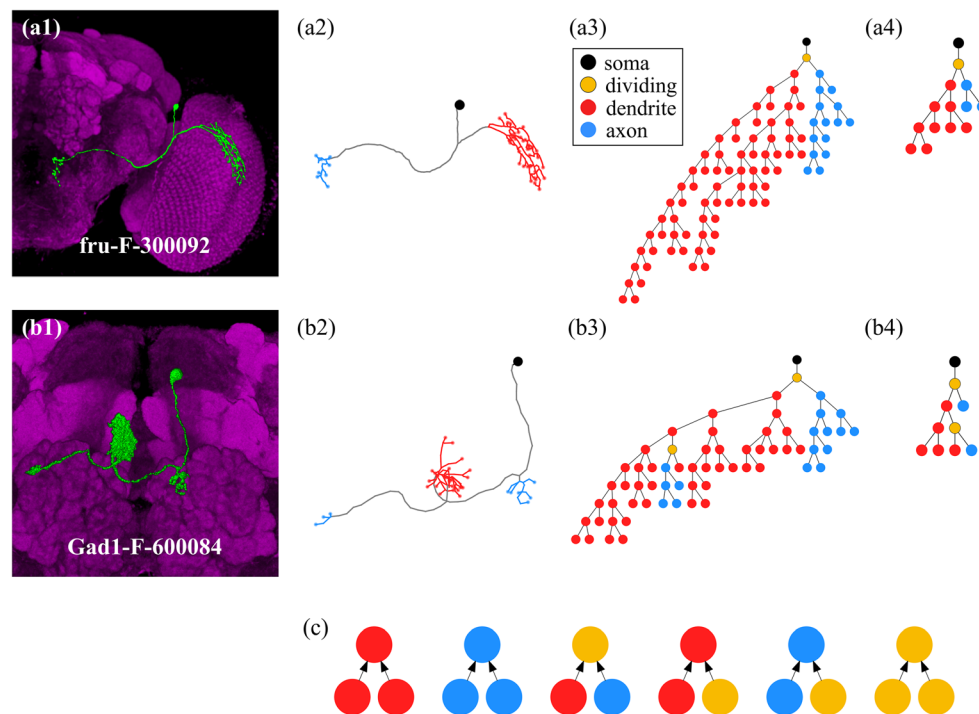 (a1)
(a2)
(a3)
(a4)
soma
dividing
dendrite
axon
fru-F-300092
(b1)
(b2)
(b3)
(b4)
Gad1-F-600084
(c)